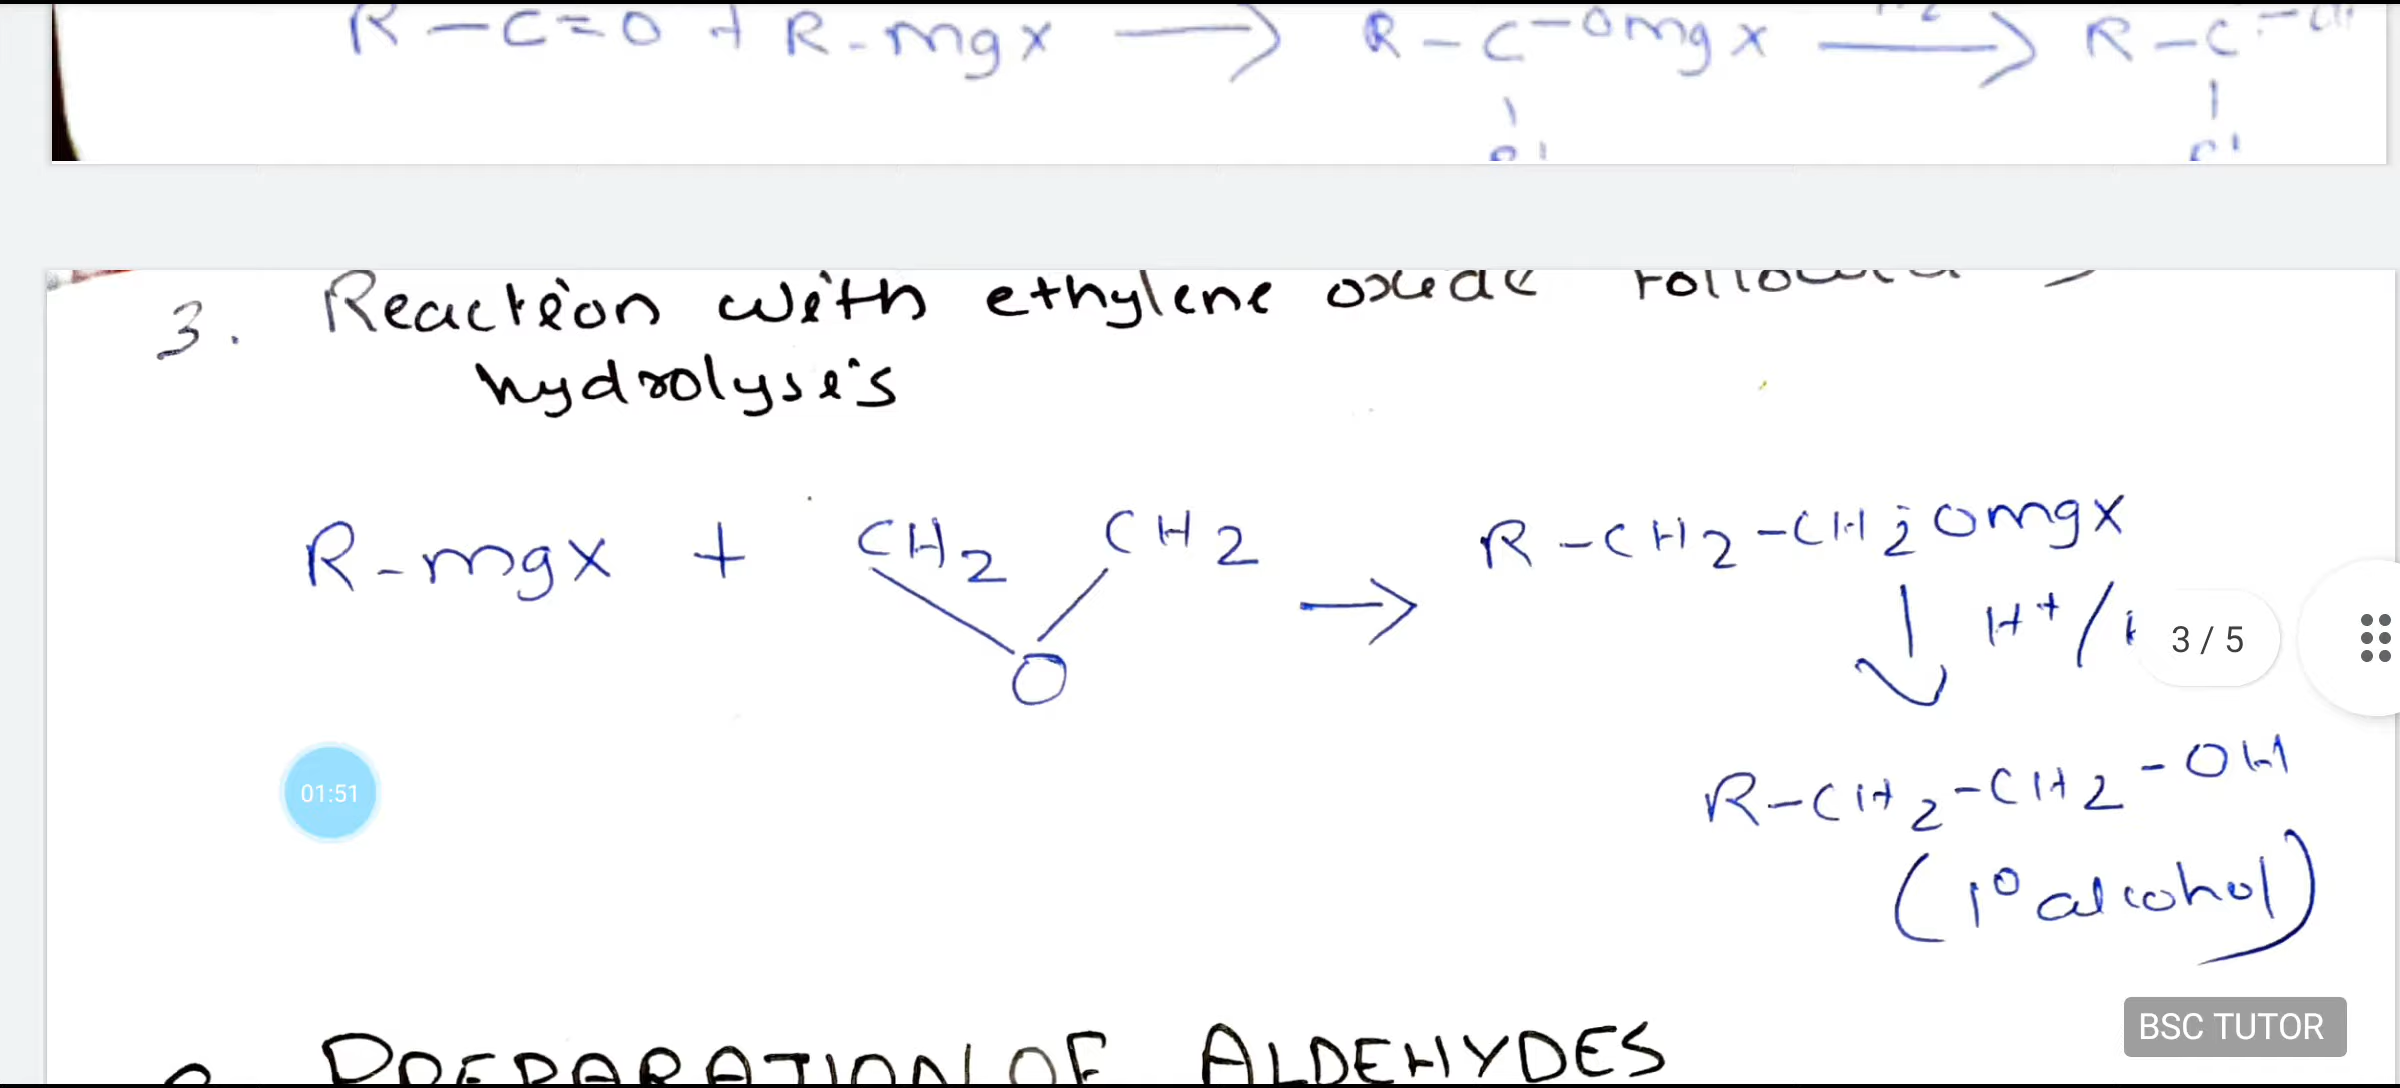 R-C=O + R-mgx → R-C-Omgx → R-C-
3. Reaction with ethylene oxide followed
hydrolysis
R-mgx + CH2 CH2 → R-CH2-CH2omgx
O
↓ H+/
3 / 5
01:51
R-CH2-CH2-OH
(1° alcohol)
BSC TUTOR
PREPARATION OF ALDEHYDES